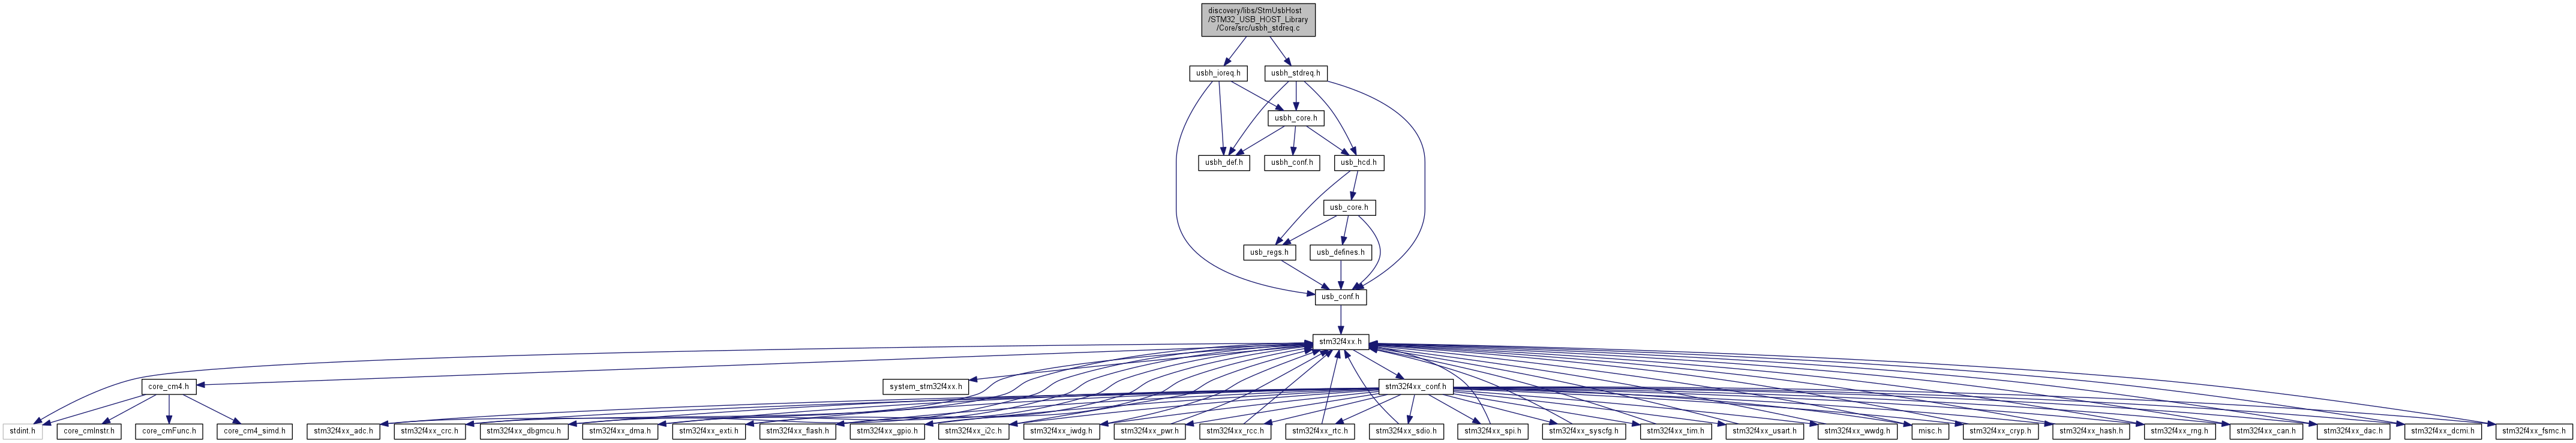 discovery/libs/StmUsbHost
/STM32_USB_HOST_Library
/Core/src/usbh_stdreq.c
usbh_ioreq.h
usbh_stdreq.h
usbh_core.h
usbh_def.h
usbh_conf.h
usb_hcd.h
usb_core.h
usb_regs.h
usb_defines.h
usb_conf.h
stm32f4xx.h
core_cm4.h
system_stm32f4xx.h
stm32f4xx_conf.h
stdint.h
core_cmInstr.h
core_cmFunc.h
core_cm4_simd.h
stm32f4xx_adc.h
stm32f4xx_crc.h
stm32f4xx_dbgmcu.h
stm32f4xx_dma.h
stm32f4xx_exti.h
stm32f4xx_flash.h
stm32f4xx_gpio.h
stm32f4xx_i2c.h
stm32f4xx_iwdg.h
stm32f4xx_pwr.h
stm32f4xx_rcc.h
stm32f4xx_rtc.h
stm32f4xx_sdio.h
stm32f4xx_spi.h
stm32f4xx_syscfg.h
stm32f4xx_tim.h
stm32f4xx_usart.h
stm32f4xx_wwdg.h
misc.h
stm32f4xx_cryp.h
stm32f4xx_hash.h
stm32f4xx_rng.h
stm32f4xx_can.h
stm32f4xx_dac.h
stm32f4xx_dcmi.h
stm32f4xx_fsmc.h